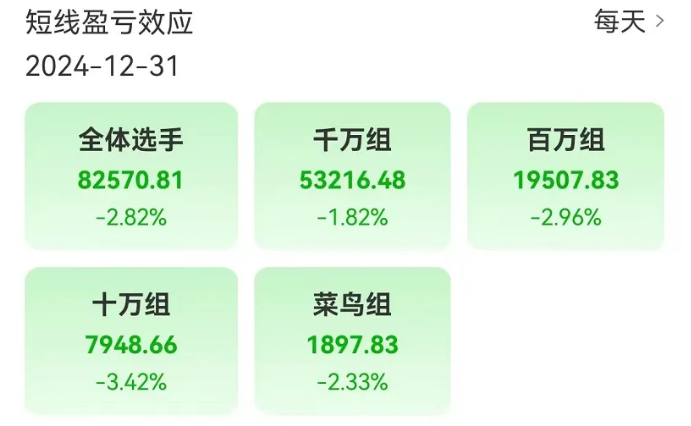 短线盈亏效应 每天 >
2024-12-31
全体选手 千万组 百万组
82570.81 53216.48 19507.83
-2.82% -1.82% -2.96%
十万组 菜鸟组
7948.66 1897.83
-3.42% -2.33%